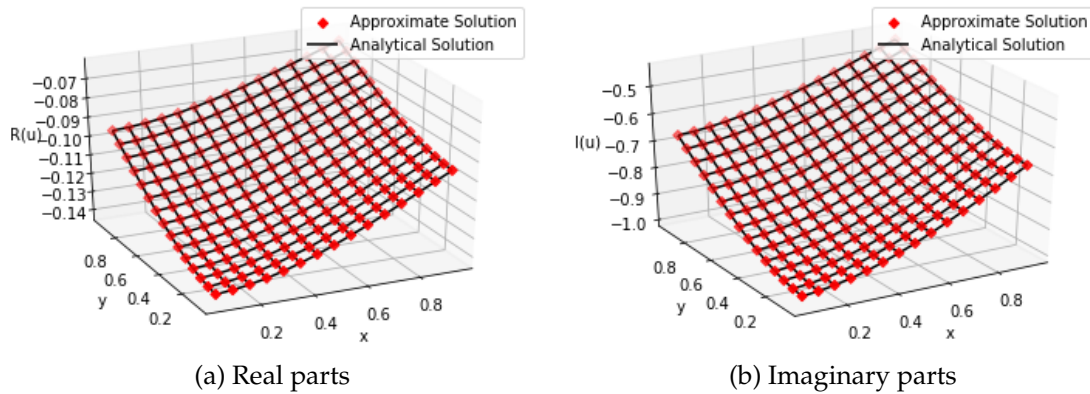 Approximate Solution
Analytical Solution
−0.07
−0.08
−0.09
R(u)
−0.10
−0.11
−0.12
−0.13
−0.14
0.8
0.6
y
0.4
0.2
0.2
0.4
x
0.6
0.8
(a) Real parts
Approximate Solution
Analytical Solution
−0.5
−0.6
−0.7
I(u)
−0.8
−0.9
−1.0
0.8
0.6
y
0.4
0.2
0.2
0.4
x
0.6
0.8
(b) Imaginary parts